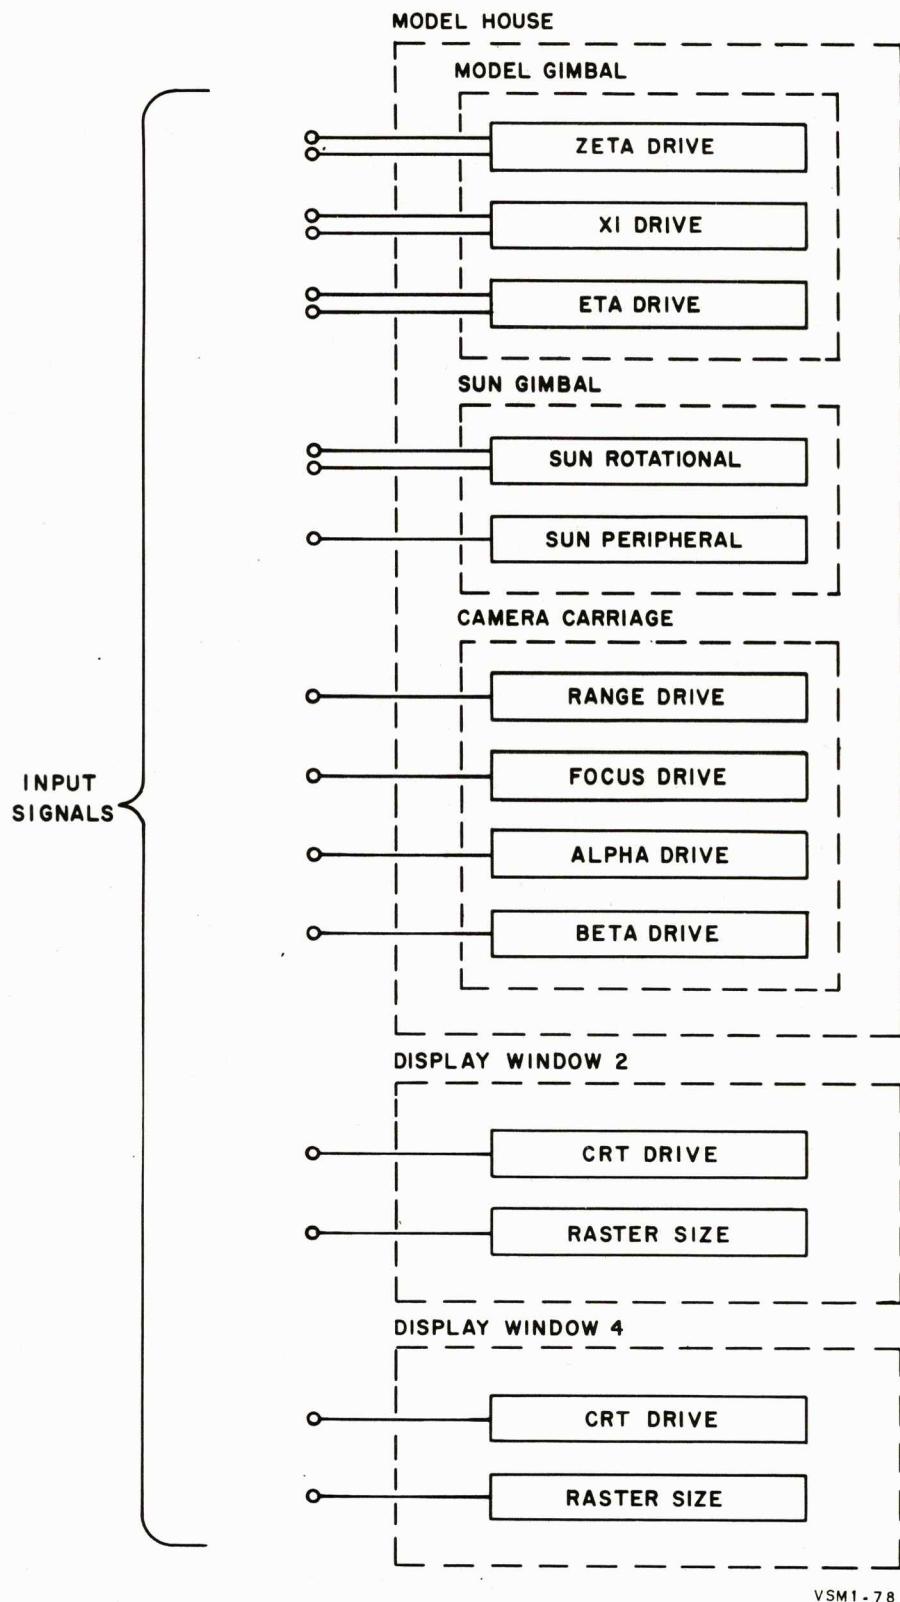 MODEL HOUSE
MODEL GIMBAL
ZETA DRIVE
XI DRIVE
ETA DRIVE
SUN GIMBAL
SUN ROTATIONAL
SUN PERIPHERAL
CAMERA CARRIAGE
RANGE DRIVE
FOCUS DRIVE
INPUT
SIGNALS
ALPHA DRIVE
BETA DRIVE
DISPLAY WINDOW 2
CRT DRIVE
RASTER SIZE
DISPLAY WINDOW 4
CRT DRIVE
RASTER SIZE
VSM1-78